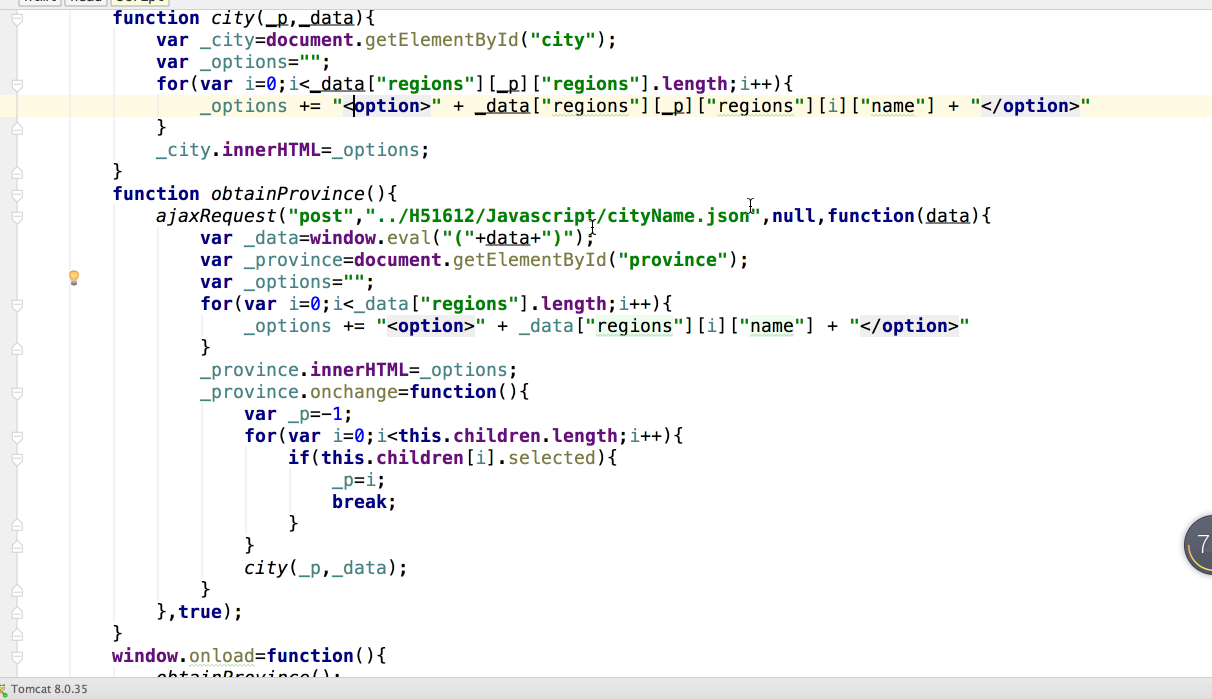 function city(_p,_data){
    var _city=document.getElementById("city");
    var _options="";
    for(var i=0;i<_data["regions"][_p]["regions"].length;i++){
        _options += "<option>" + _data["regions"][_p]["regions"][i]["name"] + "</option>"
    }
    _city.innerHTML=_options;
}
function obtainProvince(){
    ajaxRequest("post","../H51612/Javascript/cityName.json",null,function(data){
        var _data=window.eval("("+data+")");
        var _province=document.getElementById("province");
        var _options="";
        for(var i=0;i<_data["regions"].length;i++){
            _options += "<option>" + _data["regions"][i]["name"] + "</option>"
        }
        _province.innerHTML=_options;
        _province.onchange=function(){
            var _p=-1;
            for(var i=0;i<this.children.length;i++){
                if(this.children[i].selected){
                    _p=i;
                    break;
                }
            }
            city(_p,_data);
        }
    },true);
}
window.onload=function(){
    obtainProvince();
7
Tomcat 8.0.35